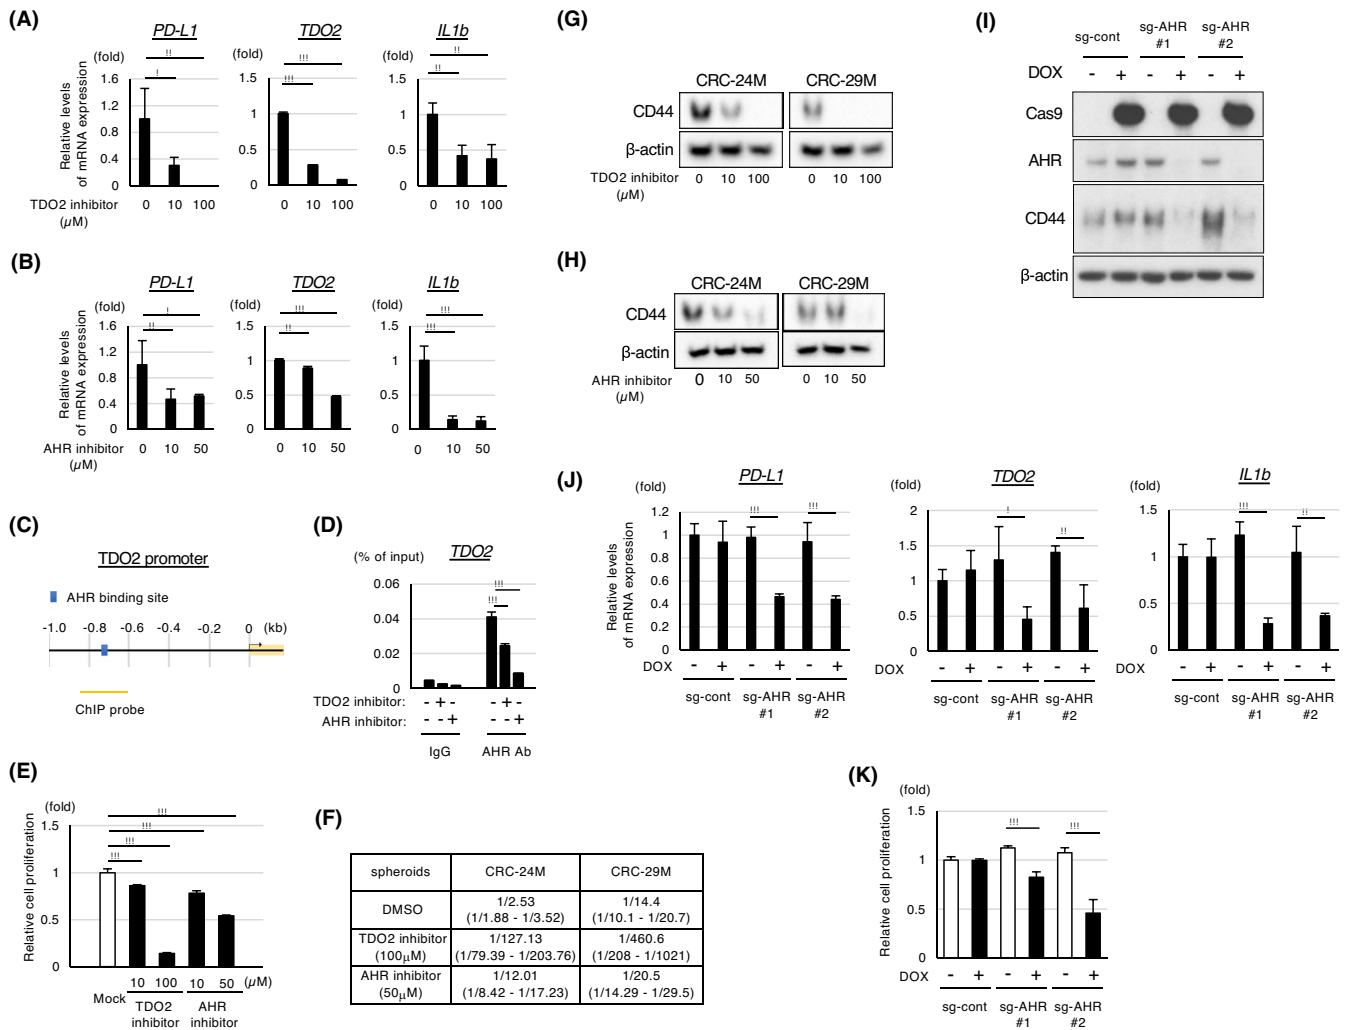 (A)
PD-L1
TDO2
IL1b
(fold)
(fold)
(fold)
!!
!
!!!
!!!
!!
!!
Relative levels
of mRNA expression
1.6
1.2
0.8
0.4
0
1.5
1
0.5
0
1.5
1
0.5
0
TDO2 inhibitor
(µM)
0 10 100
0 10 100
0 10 100
(B)
PD-L1
TDO2
IL1b
(fold)
(fold)
(fold)
!
!!
!!!
!!
!!!
!!!
Relative levels
of mRNA expression
1.6
1.2
0.8
0.4
0
1.5
1
0.5
0
1.5
1
0.5
0
AHR inhibitor
(µM)
0 10 50
0 10 50
0 10 50
(C)
TDO2 promoter
AHR binding site
-1.0 -0.8 -0.6 -0.2 0 (kb)
ChIP probe
(D)
(% of input)
TDO2
!!!
!!!
0.06
0.04
0.02
0
TDO2 inhibitor: - + - - + -
AHR inhibitor: - - + - - +
IgG AHR Ab
(E)
(fold)
!!!
!!!
!!!
!!!
Relative cell proliferation
1.5
1
0.5
0
10 100 10 50 (µM)
Mock
TDO2
inhibitor
AHR
inhibitor
(F)
spheroids CRC-24M CRC-29M
DMSO 1/2.53 1/14.4
(1/1.88 - 1/3.52) (1/10.1 - 1/20.7)
TDO2 inhibitor 1/127.13 1/460.6
(100µM) (1/79.39 - 1/203.76) (1/208 - 1/1021)
AHR inhibitor 1/12.01 1/20.5
(50µM) (1/8.42 - 1/17.23) (1/14.29 - 1/29.5)
(G)
CRC-24M CRC-29M
CD44
β-actin
TDO2 inhibitor
(µM)
0 10 100 0 10 100
(H)
CRC-24M CRC-29M
CD44
β-actin
AHR inhibitor
(µM)
0 10 50 0 10 50
(I)
sg-cont
sg-AHR
#1
sg-AHR
#2
DOX - + - + - +
Cas9
AHR
CD44
β-actin
(J)
PD-L1
TDO2
IL1b
(fold)
(fold)
(fold)
!!!
!!!
!
!!
!!!
!!
Relative levels
of mRNA expression
1.2
1
0.8
0.6
0.4
0.2
0
2
1.5
1
0.5
0
1.5
1
0.5
0
DOX - + - + - +
DOX - + - + - +
DOX - + - + - +
sg-cont sg-AHR sg-AHR
#1 #2
sg-cont sg-AHR sg-AHR
#1 #2
sg-cont sg-AHR sg-AHR
#1 #2
(K)
(fold)
!!!
!!!
Relative cell proliferation
1.5
1
0.5
0
DOX - + - + - +
sg-cont sg-AHR sg-AHR
#1 #2